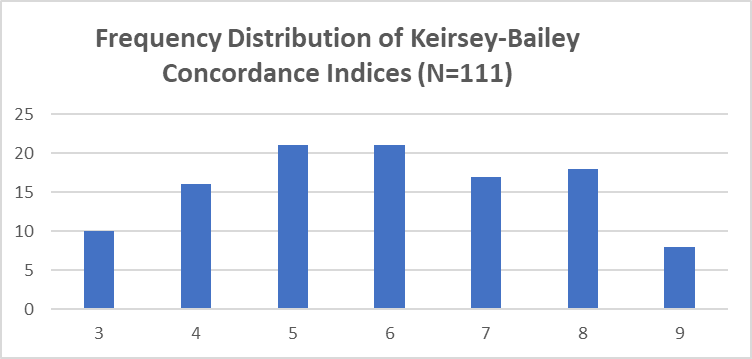 Frequency Distribution of Keirsey-Bailey
Concordance Indices (N=111)
25
20
15
10
5
0
3 4 5 6 7 8 9